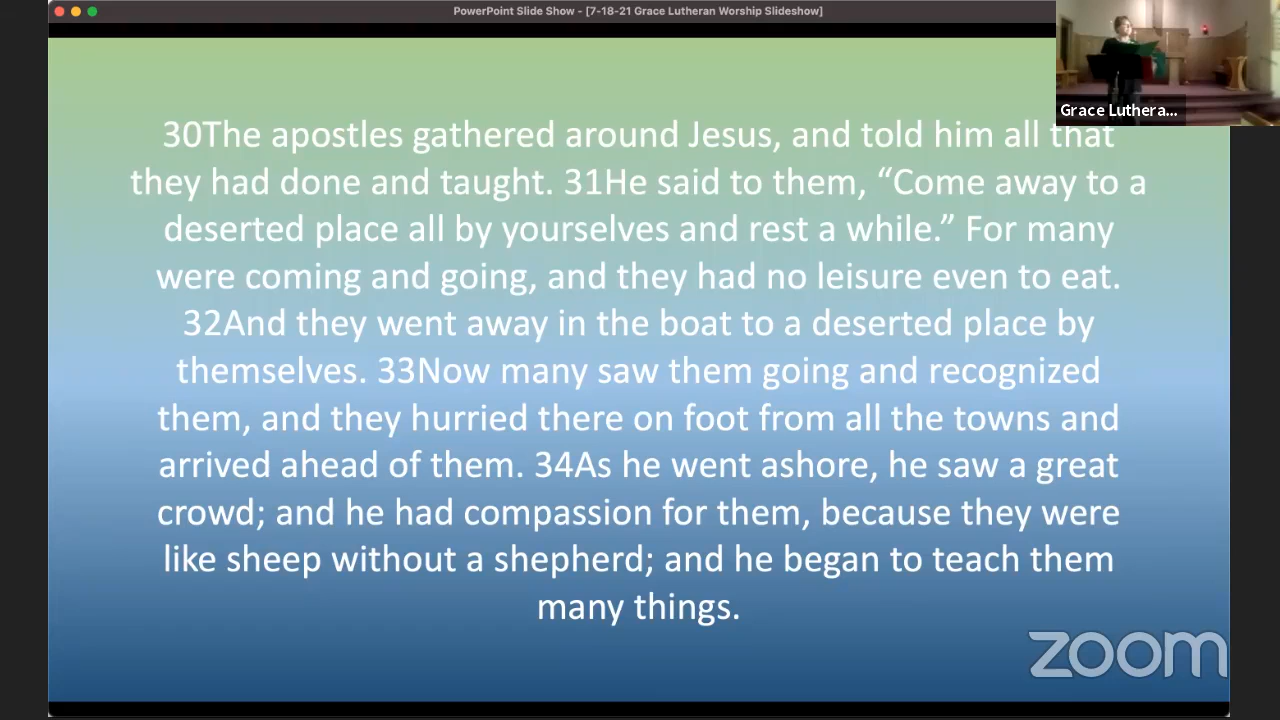 PowerPoint Slide Show - [7-18-21 Grace Lutheran Worship Slideshow]
Grace Luthera...
30The apostles gathered around Jesus, and told him all that
they had done and taught. 31He said to them, “Come away to a
deserted place all by yourselves and rest a while.” For many
were coming and going, and they had no leisure even to eat.
32And they went away in the boat to a deserted place by
themselves. 33Now many saw them going and recognized
them, and they hurried there on foot from all the towns and
arrived ahead of them. 34As he went ashore, he saw a great
crowd; and he had compassion for them, because they were
like sheep without a shepherd; and he began to teach them
many things.
zoom